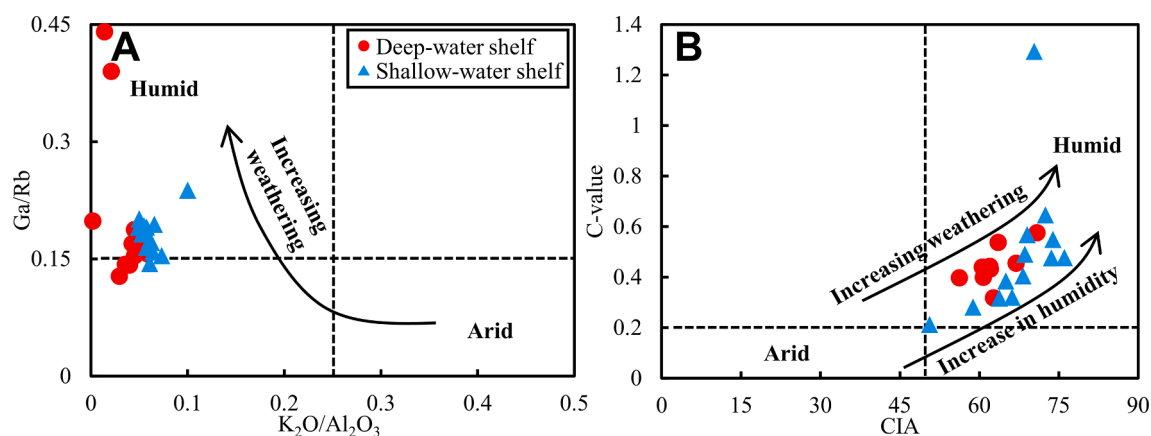 A
Deep-water shelf
Shallow-water shelf
Humid
Increasing
weathering
Arid
0.45
0.3
0.15
0
Ga/Rb
0
0.1
0.2
0.3
0.4
0.5
K₂O/Al₂O₃
B
Humid
Increasing weathering
Increase in humidity
Arid
1.4
1.2
1
0.8
0.6
0.4
0.2
0
C-value
0
15
30
45
60
75
90
CIA